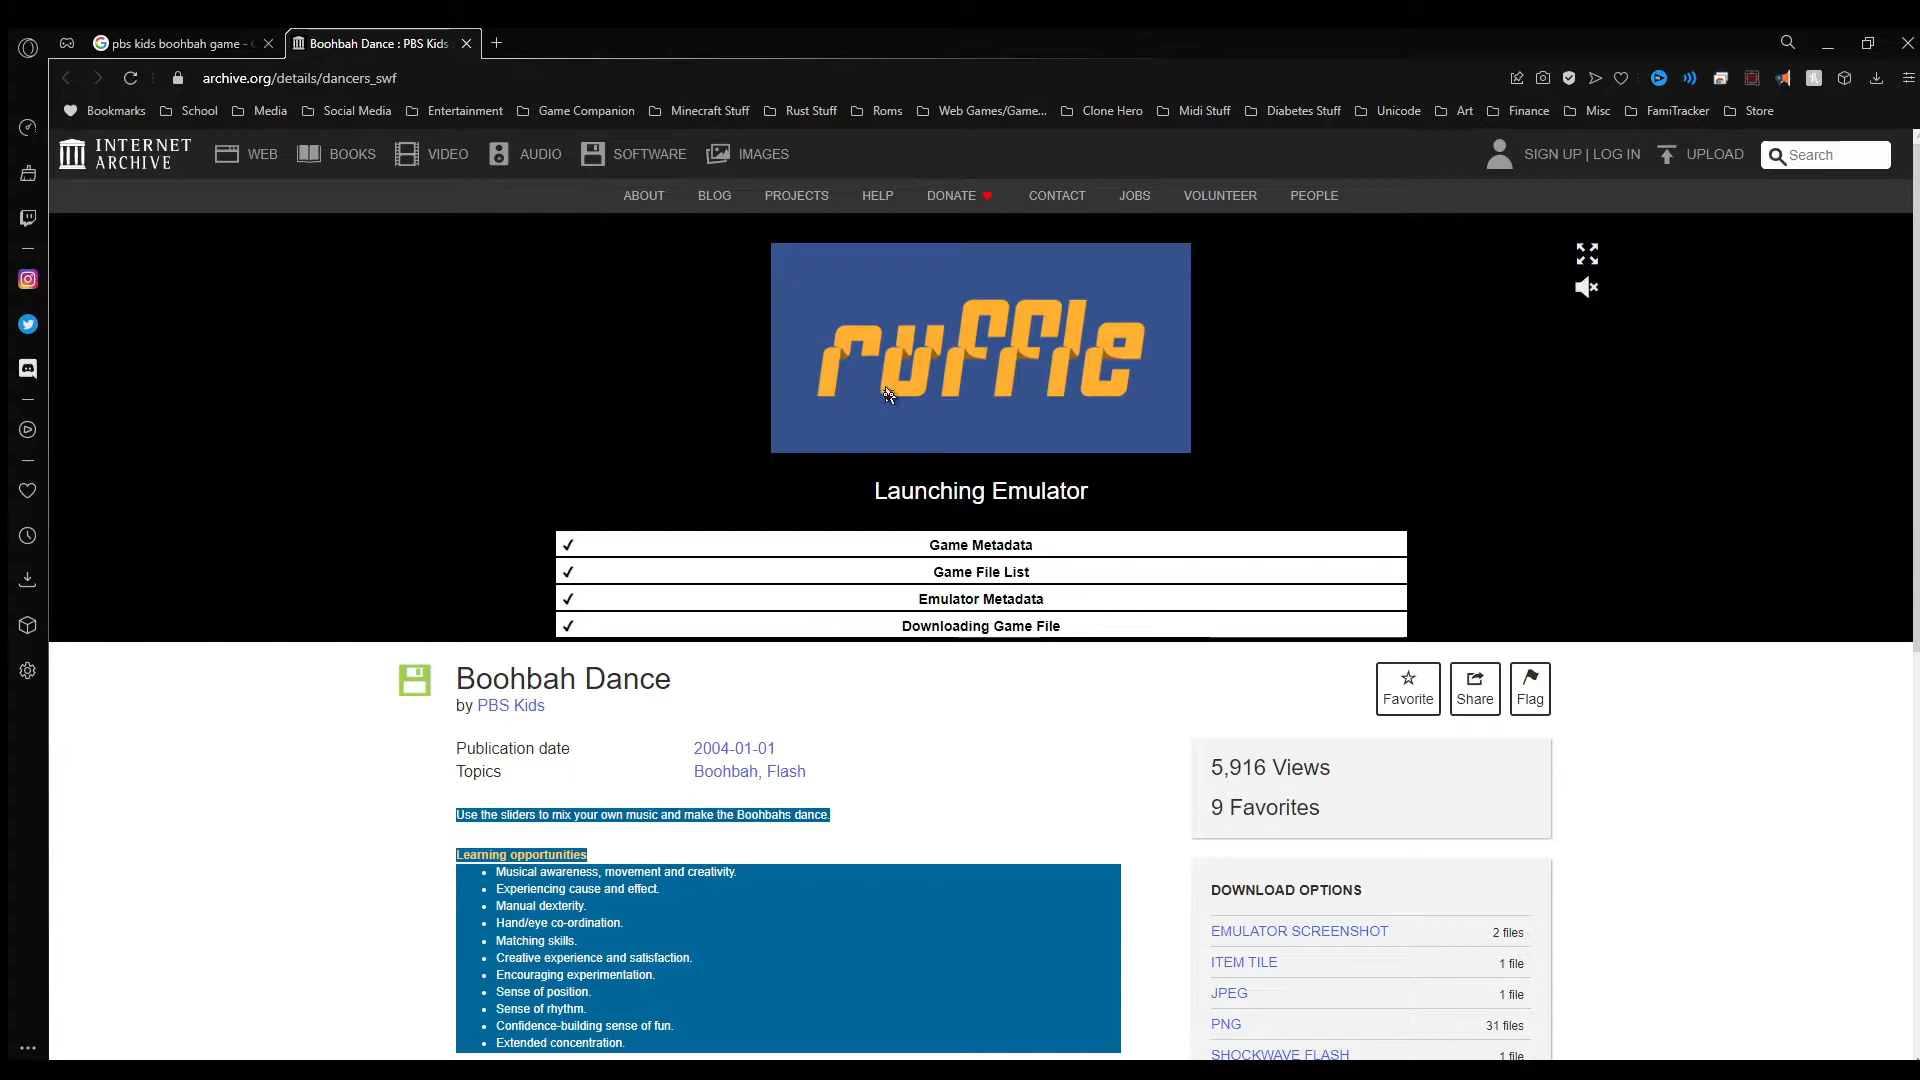 pbs kids boohbah game -
Boohbah Dance : PBS Kids
archive.org/details/dancers_swf
Bookmarks School Media Social Media Entertainment Game Companion Minecraft Stuff Rust Stuff Roms Web Games/Game... Clone Hero Midi Stuff Diabetes Stuff Unicode Art Finance Misc FamiTracker Store
INTERNET ARCHIVE WEB BOOKS VIDEO AUDIO SOFTWARE IMAGES SIGN UP | LOG IN UPLOAD Search
ABOUT BLOG PROJECTS HELP DONATE CONTACT JOBS VOLUNTEER PEOPLE
ruffle
Launching Emulator
✓ Game Metadata
✓ Game File List
✓ Emulator Metadata
✓ Downloading Game File
Boohbah Dance
by PBS Kids
Favorite Share Flag
Publication date 2004-01-01
Topics Boohbah, Flash
5,916 Views
9 Favorites
Use the sliders to mix your own music and make the Boohbahs dance.
Learning opportunities
• Musical awareness, movement and creativity.
• Experiencing cause and effect.
• Manual dexterity.
• Hand/eye co-ordination.
• Matching skills.
• Creative experience and satisfaction.
• Encouraging experimentation.
• Sense of position.
• Sense of rhythm.
• Confidence-building sense of fun.
• Extended concentration.
DOWNLOAD OPTIONS
EMULATOR SCREENSHOT 2 files
ITEM TILE 1 file
JPEG 1 file
PNG 31 files
SHOCKWAVE FLASH 1 file